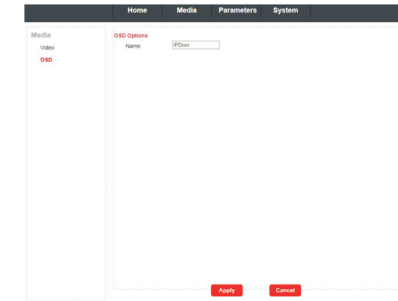 Home Media Parameters System
Media
Video
OSD
OSD Options
Name: IPDoor
Apply Cancel